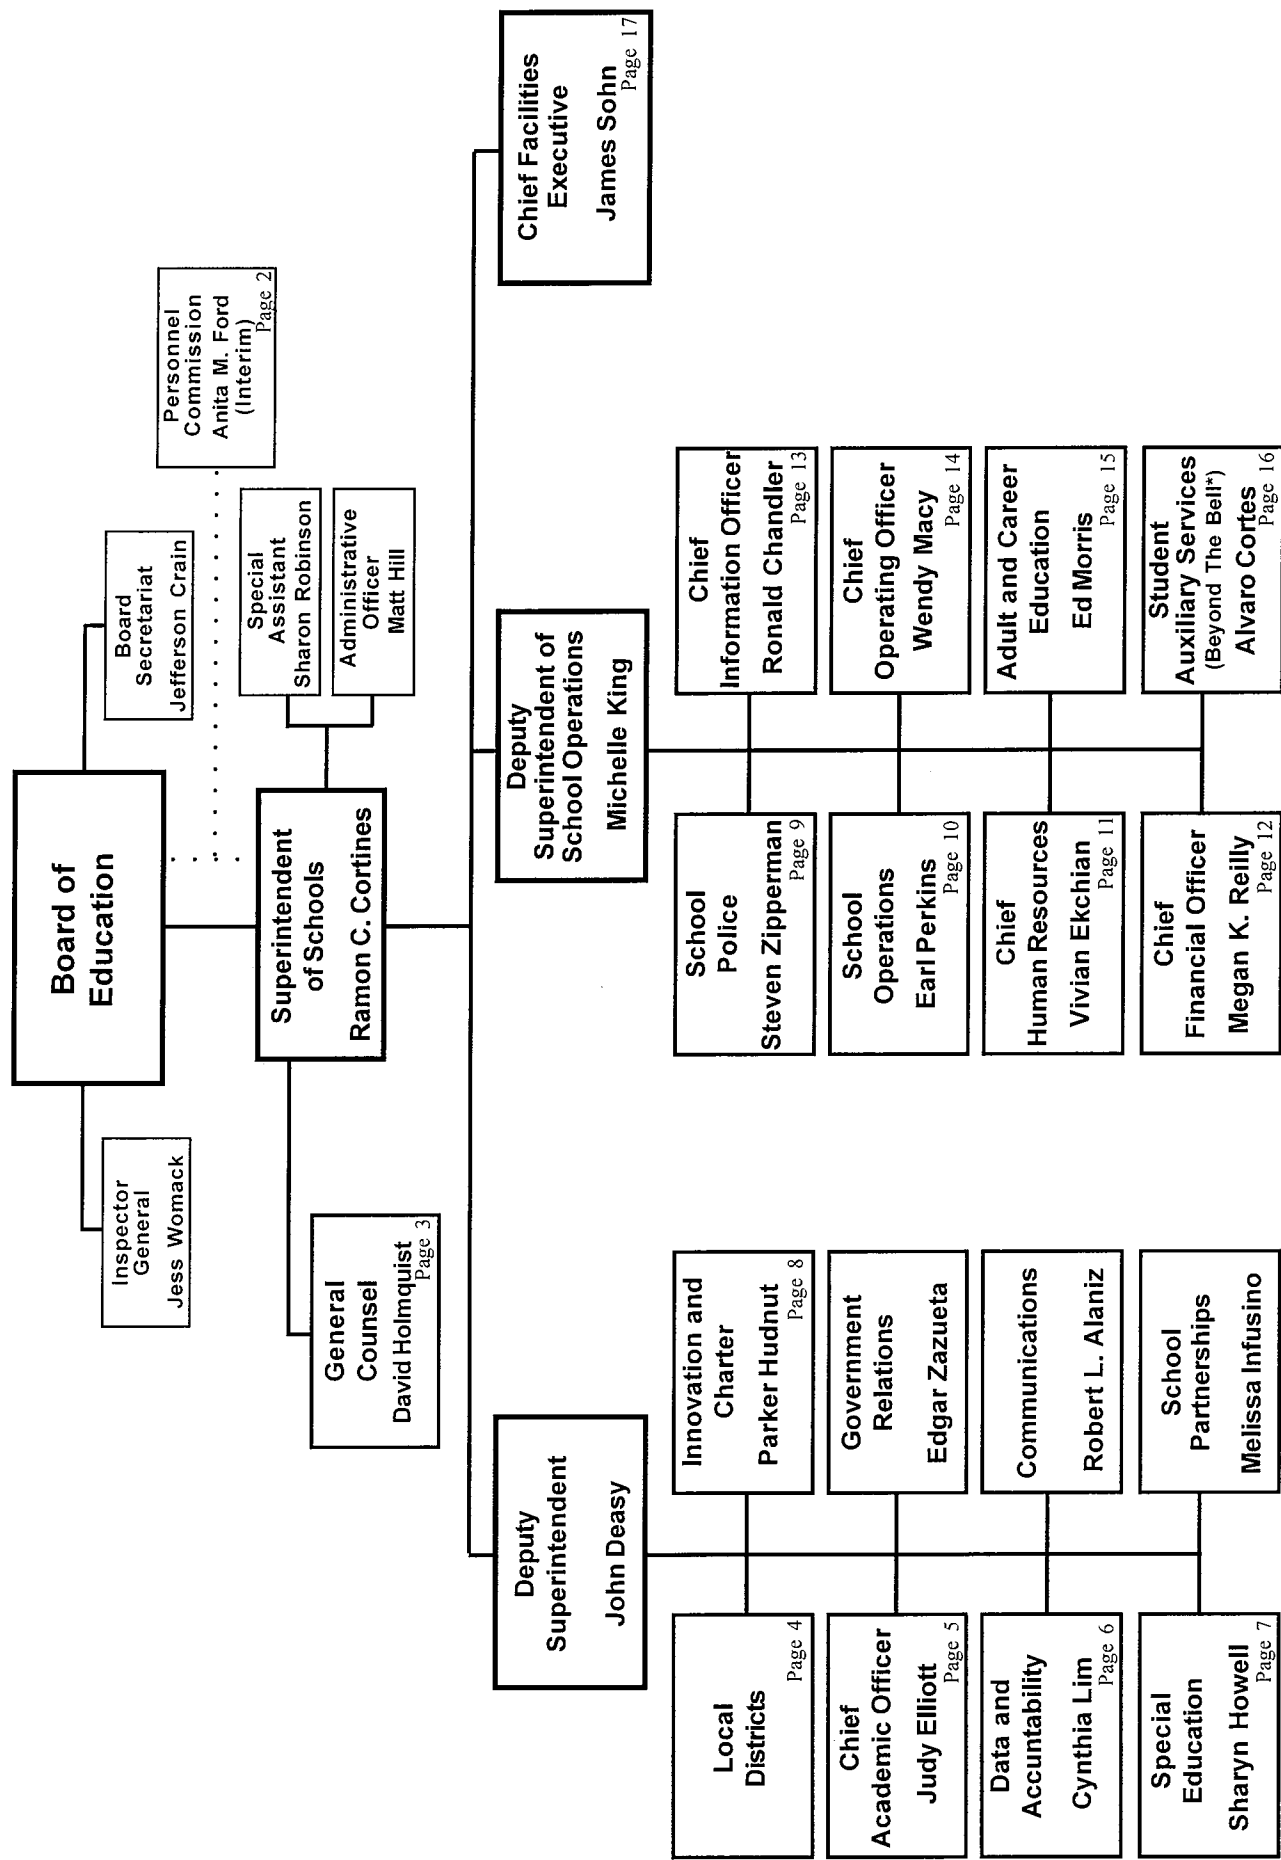 Board of
Education
Inspector
General
Jess Womack
Board
Secretariat
Jefferson Crain
Personnel
Commission
Anita M. Ford
(Interim)
Page 2
Superintendent
of Schools
Ramon C. Cortines
Special
Assistant
Sharon Robinson
Administrative
Officer
Matt Hill
General
Counsel
David Holmquist
Page 3
Deputy
Superintendent
John Deasy
Deputy
Superintendent of
School Operations
Michelle King
Chief Facilities
Executive
James Sohn
Page 17
Local
Districts
Page 4
Innovation and
Charter
Parker Hudnut
Page 8
Chief
Academic Officer
Judy Elliott
Page 5
Government
Relations
Edgar Zazueta
Data and
Accuntability
Cynthia Lim
Page 6
Communications
Robert L. Alaniz
Special
Education
Sharyn Howell
Page 7
School
Partnerships
Melissa Infusino
School
Police
Steven Zipperman
Page 9
Chief
Information Officer
Ronald Chandler
Page 13
School
Operations
Earl Perkins
Page 10
Chief
Operating Officer
Wendy Macy
Page 14
Chief
Human Resources
Vivian Ekchian
Page 11
Adult and Career
Education
Ed Morris
Page 15
Chief
Financial Officer
Megan K. Reilly
Page 12
Student
Auxiliary Services
(Beyond The Bell*)
Alvaro Cortes
Page 16